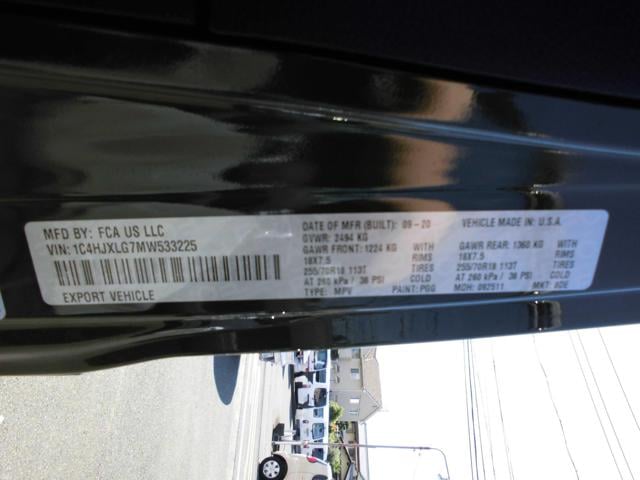 MFD BY: FCA US LLC
VIN: 1C4HJXLG7MW533225
EXPORT VEHICLE
DATE OF MFR (BUILT): 09-20 VEHICLE MADE IN: U.S.A.
GVWR: 2494 KG
GAWR FRONT: 1224 KG WITH GAWR REAR: 1360 KG WITH
18X7.5 RIMS 18X7.5 RIMS
255/70R18 113T TIRES 255/70R18 113T TIRES
AT 260 kPa / 38 PSI COLD AT 260 kPa / 38 PSI COLD
TYPE: MPV PAINT: PGG MDH: 092511 MKT: